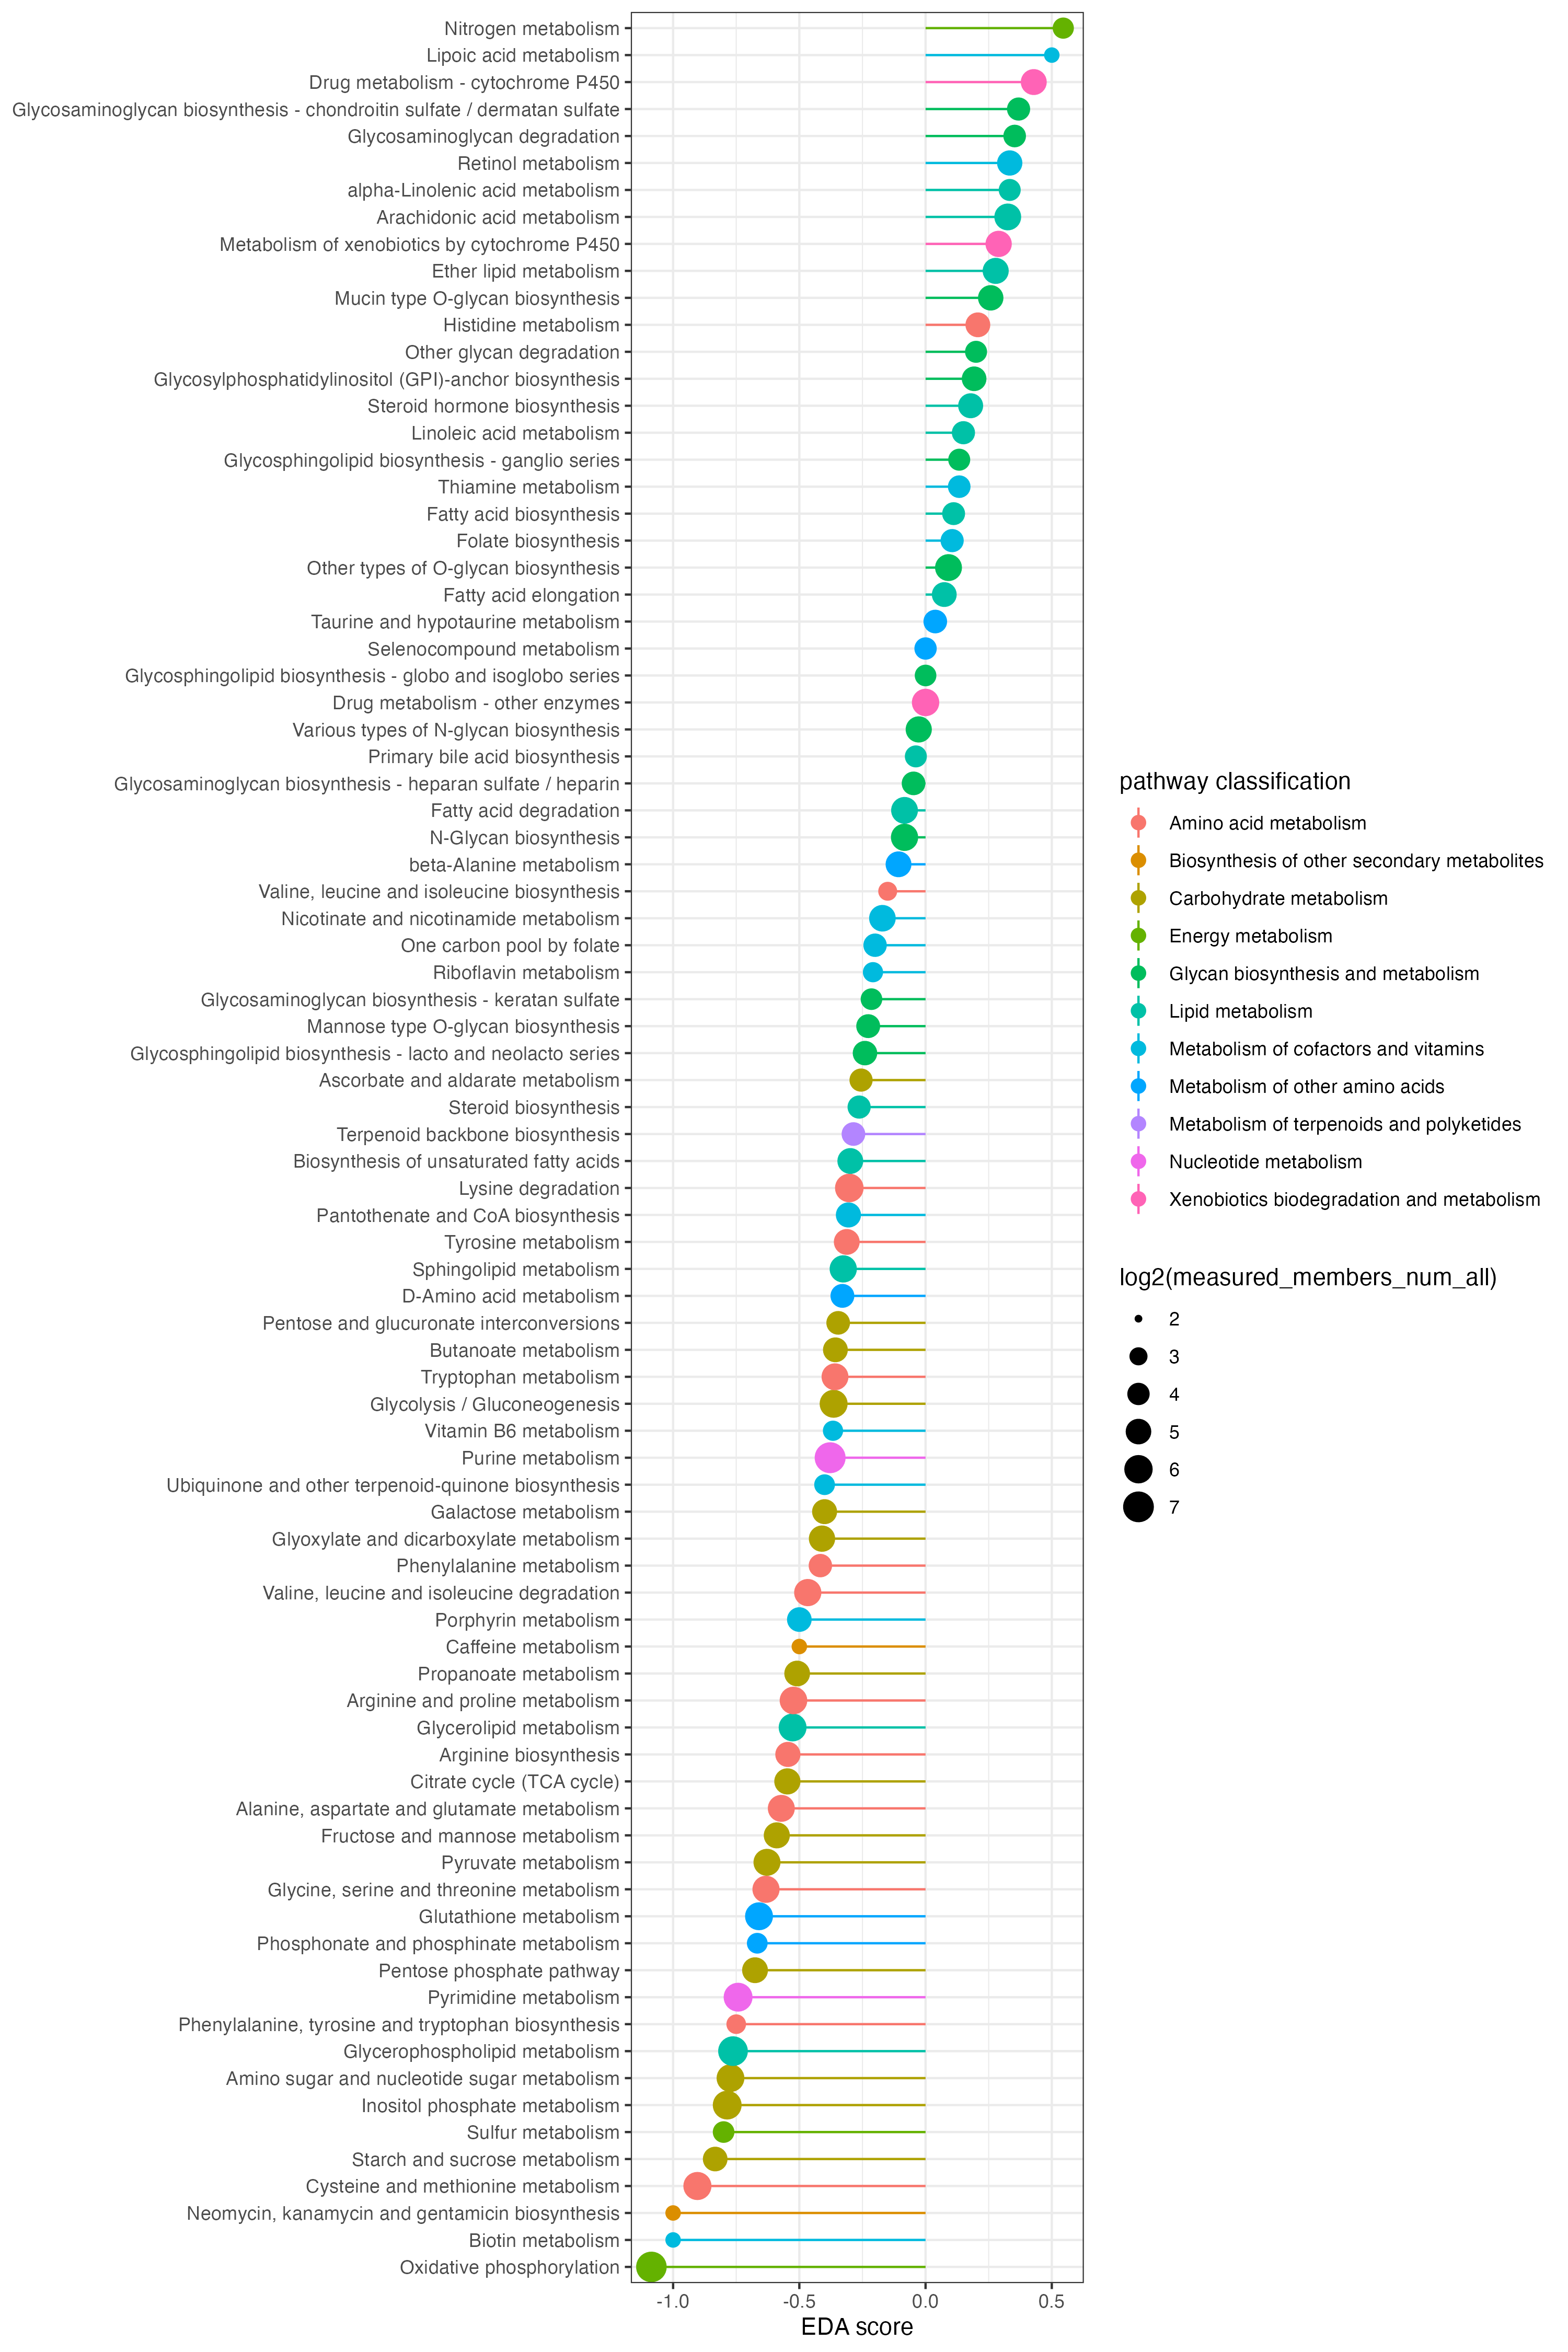 Nitrogen metabolism
Lipoic acid metabolism
Drug metabolism - cytochrome P450
Glycosaminoglycan biosynthesis - chondroitin sulfate / dermatan sulfate
Glycosaminoglycan degradation
Retinol metabolism
alpha-Linolenic acid metabolism
Arachidonic acid metabolism
Metabolism of xenobiotics by cytochrome P450
Ether lipid metabolism
Mucin type O-glycan biosynthesis
Histidine metabolism
Other glycan degradation
Glycosylphosphatidylinositol (GPI)-anchor biosynthesis
Steroid hormone biosynthesis
Linoleic acid metabolism
Glycosphingolipid biosynthesis - ganglio series
Thiamine metabolism
Fatty acid biosynthesis
Folate biosynthesis
Other types of O-glycan biosynthesis
Fatty acid elongation
Taurine and hypotaurine metabolism
Selenocompound metabolism
Glycosphingolipid biosynthesis - globo and isoglobo series
Drug metabolism - other enzymes
Various types of N-glycan biosynthesis
Primary bile acid biosynthesis
Glycosaminoglycan biosynthesis - heparan sulfate / heparin
Fatty acid degradation
N-Glycan biosynthesis
beta-Alanine metabolism
Valine, leucine and isoleucine biosynthesis
Nicotinate and nicotinamide metabolism
One carbon pool by folate
Riboflavin metabolism
Glycosaminoglycan biosynthesis - keratan sulfate
Mannose type O-glycan biosynthesis
Glycosphingolipid biosynthesis - lacto and neolacto series
Ascorbate and aldarate metabolism
Steroid biosynthesis
Terpenoid backbone biosynthesis
Biosynthesis of unsaturated fatty acids
Lysine degradation
Pantothenate and CoA biosynthesis
Tyrosine metabolism
Sphingolipid metabolism
D-Amino acid metabolism
Pentose and glucuronate interconversions
Butanoate metabolism
Tryptophan metabolism
Glycolysis / Gluconeogenesis
Vitamin B6 metabolism
Purine metabolism
Ubiquinone and other terpenoid-quinone biosynthesis
Galactose metabolism
Glyoxylate and dicarboxylate metabolism
Phenylalanine metabolism
Valine, leucine and isoleucine degradation
Porphyrin metabolism
Caffeine metabolism
Propanoate metabolism
Arginine and proline metabolism
Glycerolipid metabolism
Arginine biosynthesis
Citrate cycle (TCA cycle)
Alanine, aspartate and glutamate metabolism
Fructose and mannose metabolism
Pyruvate metabolism
Glycine, serine and threonine metabolism
Glutathione metabolism
Phosphonate and phosphinate metabolism
Pentose phosphate pathway
Pyrimidine metabolism
Phenylalanine, tyrosine and tryptophan biosynthesis
Glycerophospholipid metabolism
Amino sugar and nucleotide sugar metabolism
Inositol phosphate metabolism
Sulfur metabolism
Starch and sucrose metabolism
Cysteine and methionine metabolism
Neomycin, kanamycin and gentamicin biosynthesis
Biotin metabolism
Oxidative phosphorylation
-1.0 -0.5 0.0 0.5
EDA score
pathway classification
Amino acid metabolism
Biosynthesis of other secondary metabolites
Carbohydrate metabolism
Energy metabolism
Glycan biosynthesis and metabolism
Lipid metabolism
Metabolism of cofactors and vitamins
Metabolism of other amino acids
Metabolism of terpenoids and polyketides
Nucleotide metabolism
Xenobiotics biodegradation and metabolism
log2(measured_members_num_all)
2
3
4
5
6
7